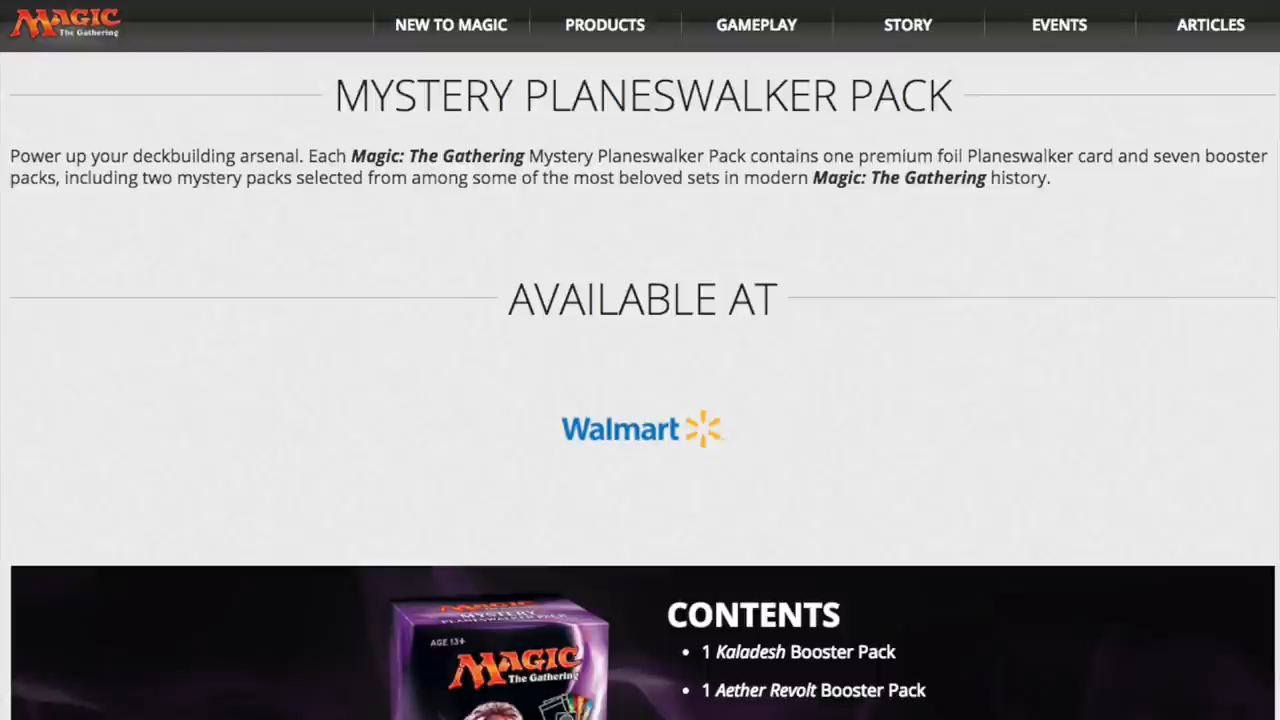 MAGIC
The Gathering
NEW TO MAGIC
PRODUCTS
GAMEPLAY
STORY
EVENTS
ARTICLES
MYSTERY PLANESWALKER PACK
Power up your deckbuilding arsenal. Each Magic: The Gathering Mystery Planeswalker Pack contains one premium foil Planeswalker card and seven booster
packs, including two mystery packs selected from among some of the most beloved sets in modern Magic: The Gathering history.
AVAILABLE AT
Walmart
MAGIC
MYSTERY
PLANESWALKER PACK
AGE 13+
MAGIC
The Gathering
CONTENTS
• 1 Kaladesh Booster Pack
• 1 Aether Revolt Booster Pack